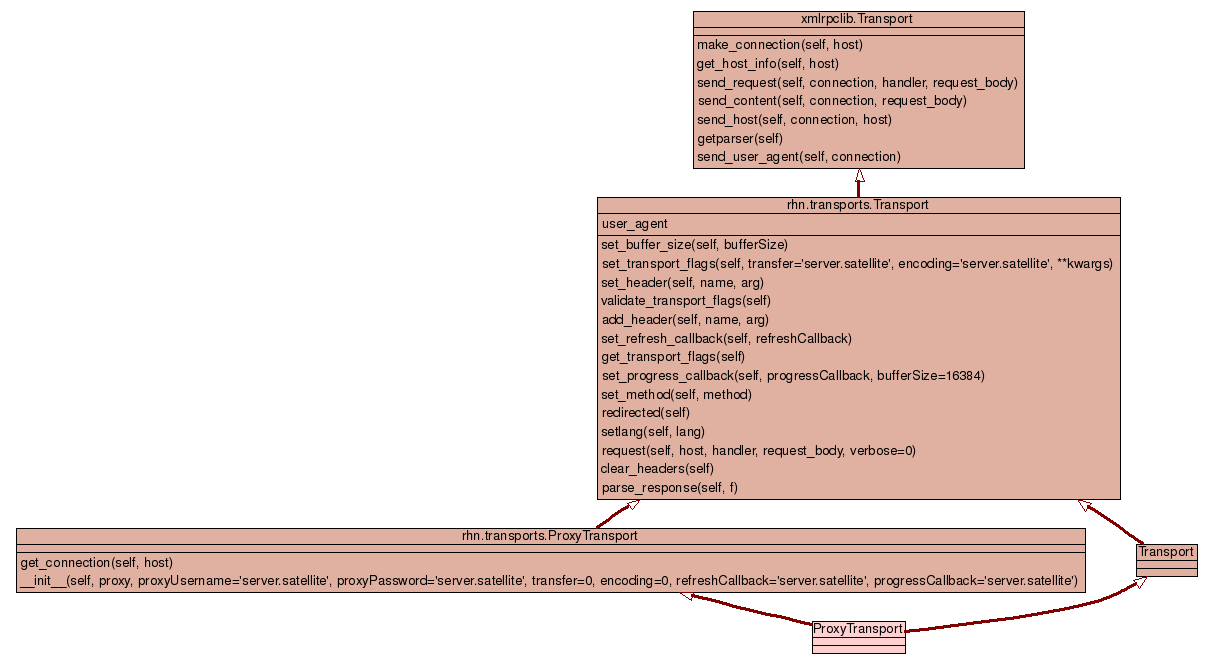 xmlrpclib.Transport
make_connection(self, host)
get_host_info(self, host)
send_request(self, connection, handler, request_body)
send_content(self, connection, request_body)
send_host(self, connection, host)
getparser(self)
send_user_agent(self, connection)
rhn.transports.Transport
user_agent
set_buffer_size(self, bufferSize)
set_transport_flags(self, transfer='server.satellite', encoding='server.satellite', **kwargs)
set_header(self, name, arg)
validate_transport_flags(self)
add_header(self, name, arg)
set_refresh_callback(self, refreshCallback)
get_transport_flags(self)
set_progress_callback(self, progressCallback, bufferSize=16384)
set_method(self, method)
redirected(self)
setlang(self, lang)
request(self, host, handler, request_body, verbose=0)
clear_headers(self)
parse_response(self, f)
rhn.transports.ProxyTransport
get_connection(self, host)
__init__(self, proxy, proxyUsername='server.satellite', proxyPassword='server.satellite', transfer=0, encoding=0, refreshCallback='server.satellite', progressCallback='server.satellite')
Transport
ProxyTransport